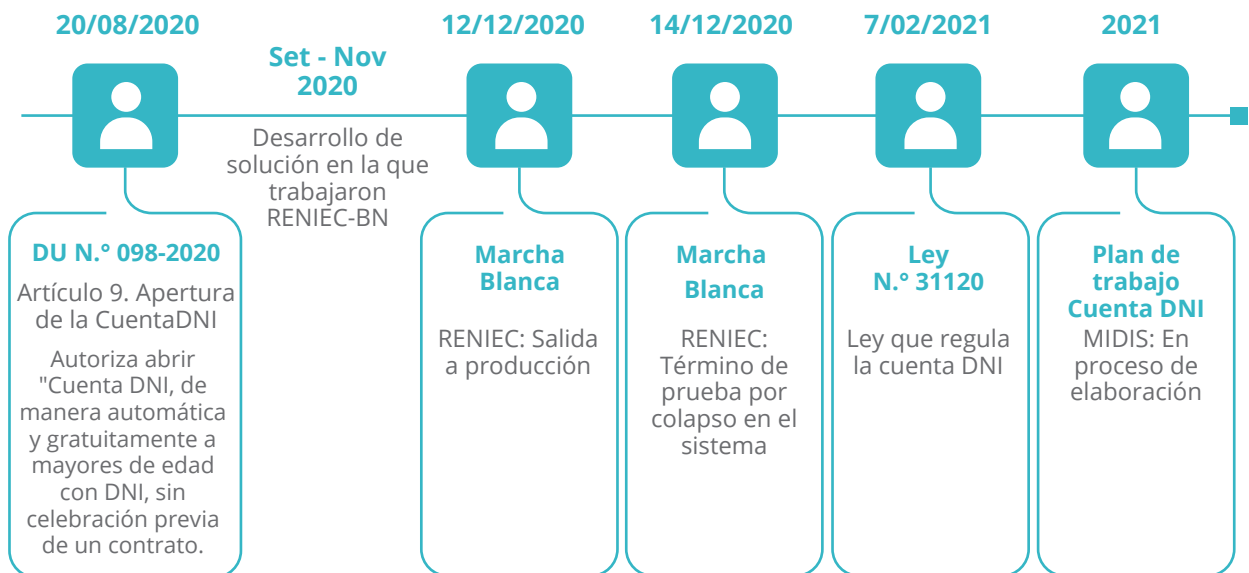 20/08/2020
DU N.° 098-2020
Artículo 9. Apertura
de la CuentaDNI
Autoriza abrir
"Cuenta DNI, de
manera automática
y gratuitamente a
mayores de edad
con DNI, sin
celebración previa
de un contrato.
Set - Nov
2020
Desarrollo de
solución en la que
trabajaron
RENIEC-BN
12/12/2020
Marcha
Blanca
RENIEC: Salida
a producción
14/12/2020
Marcha
Blanca
RENIEC:
Término de
prueba por
colapso en el
sistema
7/02/2021
Ley
N.° 31120
Ley que regula
la cuenta DNI
2021
Plan de
trabajo
Cuenta DNI
MIDIS: En
proceso de
elaboración